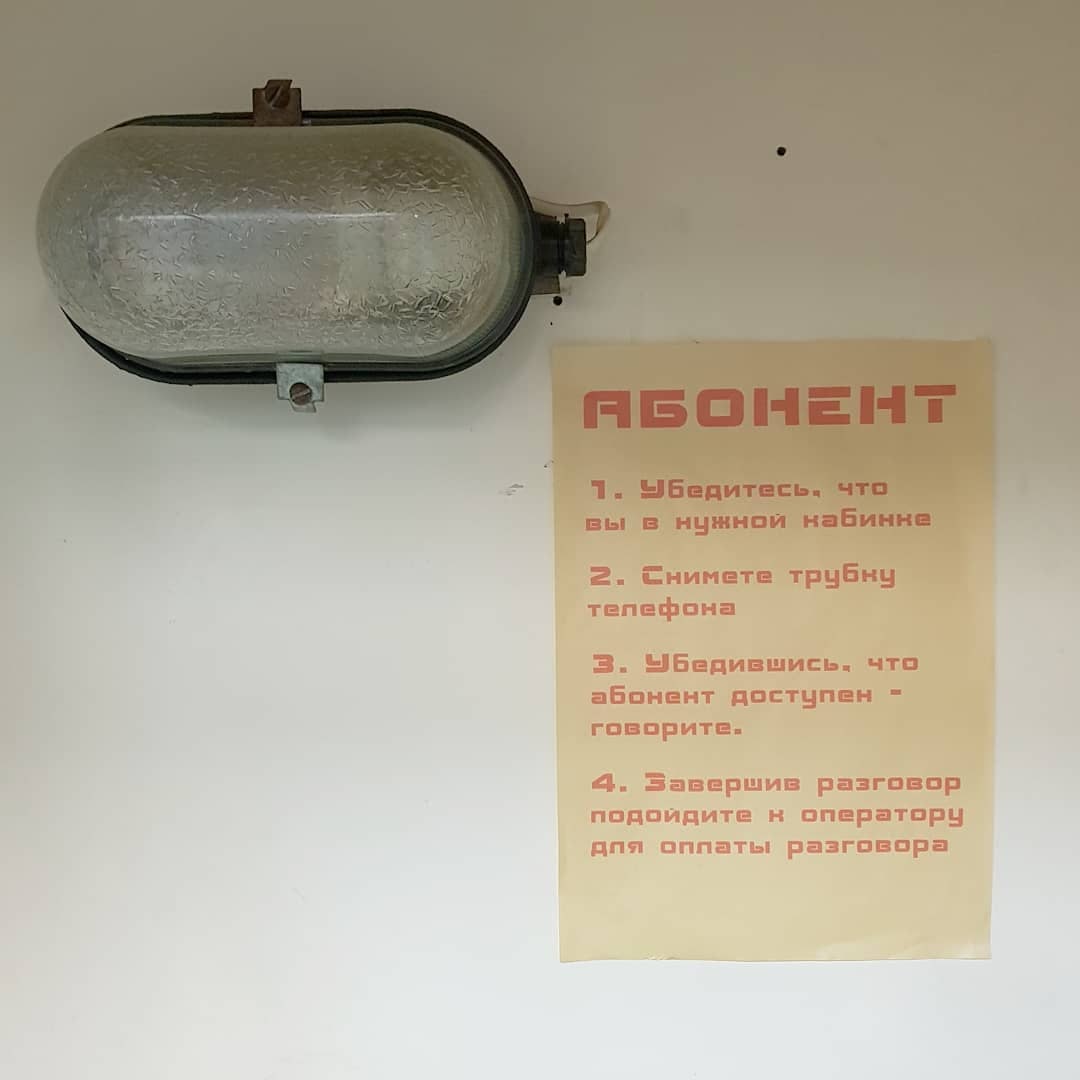 АБОНЕНТ
1. Убедитесь, что
вы в нужной кабинке
2. Снимете трубку
телефона
3. Убедившись, что
абонент доступен -
говорите.
4. Завершив разговор
подойдите к оператору
для оплаты разговора